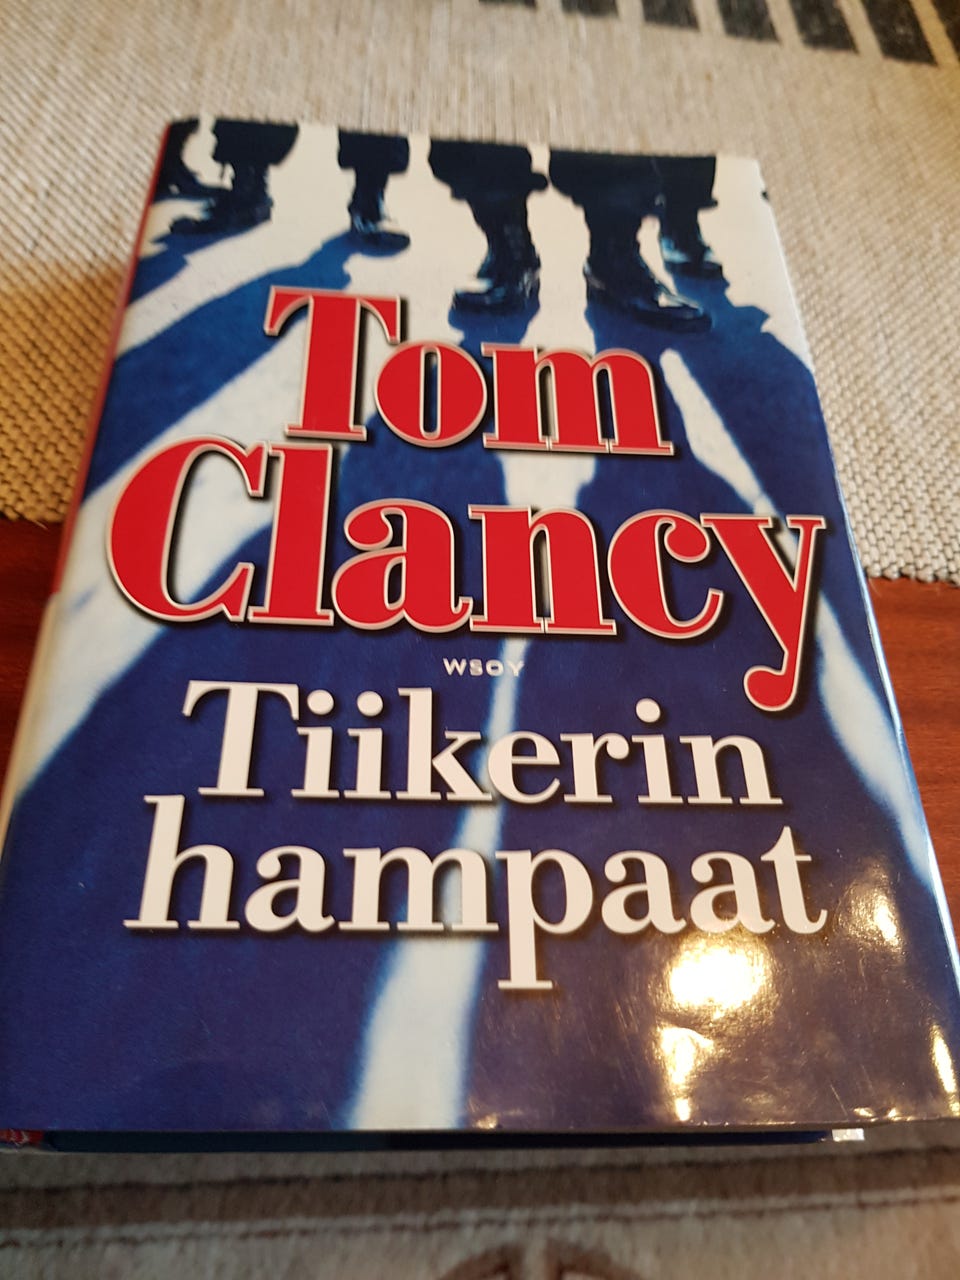 Tom
Clancy
WSOY
Tiikerin
hampaat